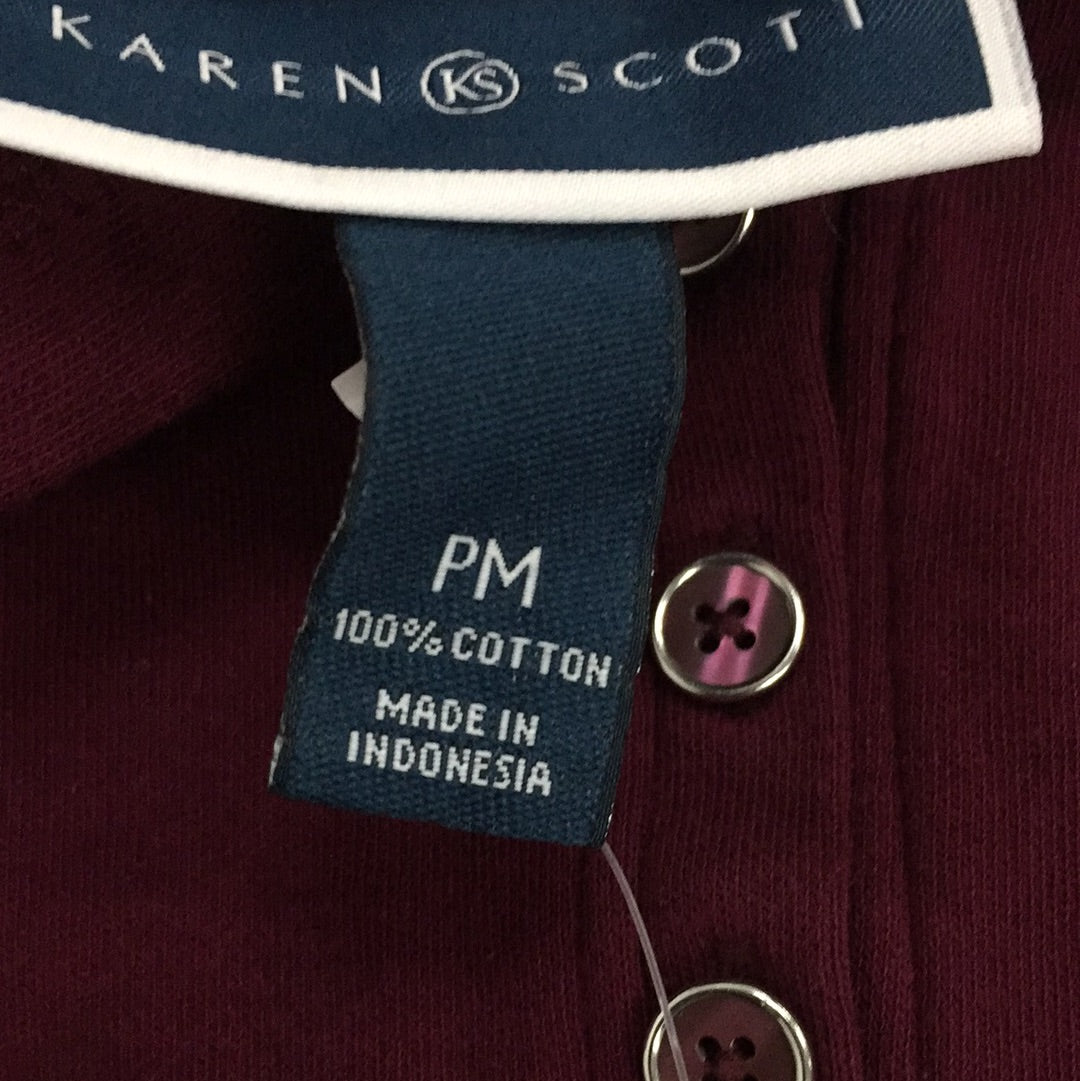 KAREN KS SCOTT
PM
100% COTTON
MADE IN
INDONESIA